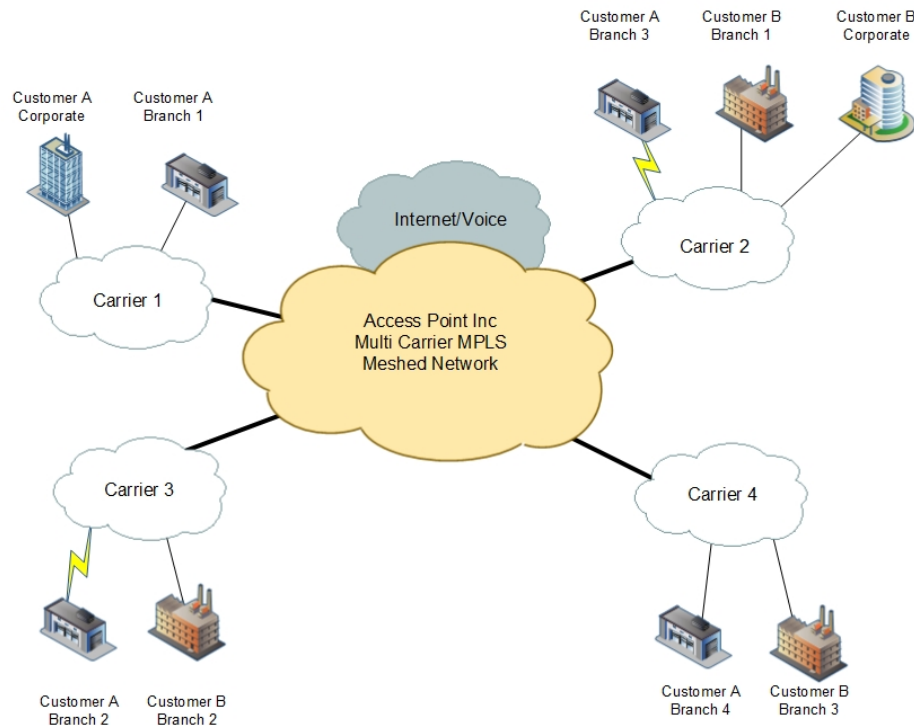 Customer A
Branch 3
Customer B
Branch 1
Customer B
Corporate
Customer A
Corporate
Customer A
Branch 1
Internet/Voice
Carrier 2
Carrier 1
Access Point Inc
Multi Carrier MPLS
Meshed Network
Carrier 3
Carrier 4
Customer A
Branch 2
Customer B
Branch 2
Customer A
Branch 4
Customer B
Branch 3